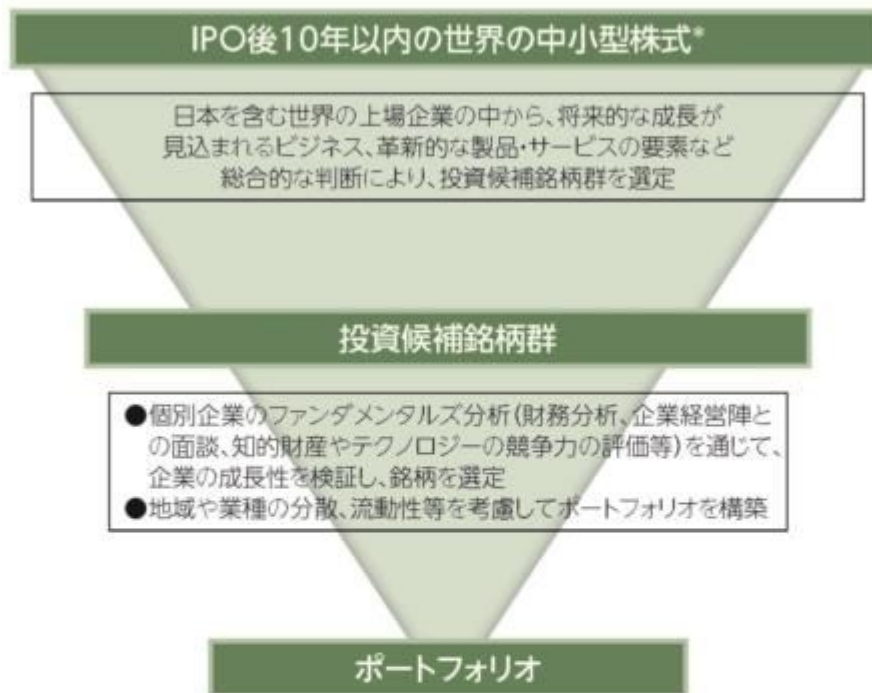 IPO後10年以内の世界の中小型株式*
日本を含む世界の上場企業の中から、将来的な成長が
見込まれるビジネス、革新的な製品・サービスの要素など
総合的な判断により、投資候補銘柄群を選定
投資候補銘柄群
●個別企業のファンダメンタルズ分析(財務分析、企業経営陣と
の面談、知的財産やテクノロジーの競争力の評価等)を通じて、
企業の成長性を検証し、銘柄を選定
●地域や業種の分散、流動性等を考慮してポートフォリオを構築
ポートフォリオ